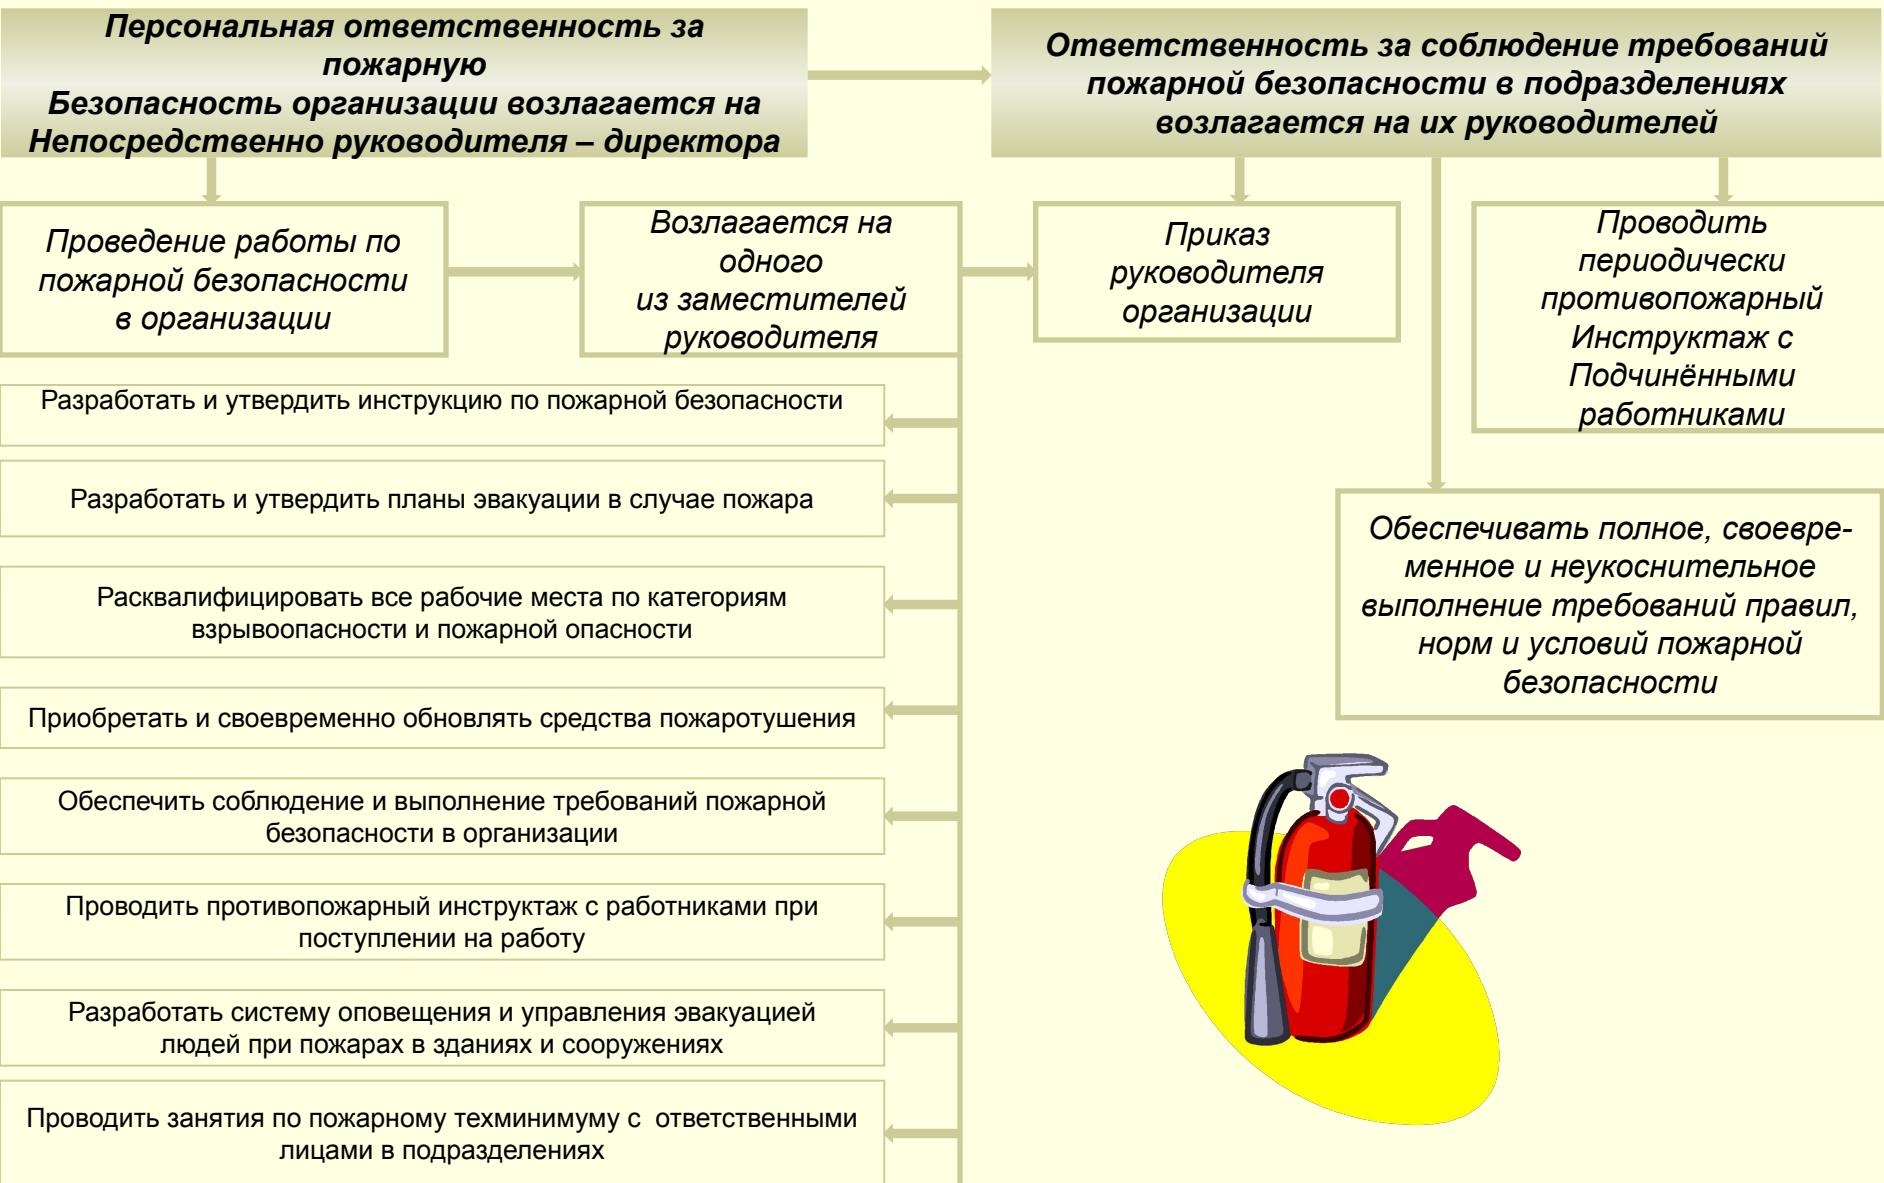 Персональная ответственность за
пожарную
Безопасность организации возлагается на
Непосредственно руководителя – директора
Ответственность за соблюдение требований
пожарной безопасности в подразделениях
возлагается на их руководителей
Проведение работы по
пожарной безопасности
в организации
Возлагается на
одного
из заместителей
руководителя
Приказ
руководителя
организации
Проводить
периодически
противопожарный
Инструктаж с
Подчинёнными
работниками
Разработать и утвердить инструкцию по пожарной безопасности
Разработать и утвердить планы эвакуации в случае пожара
Расквалифицировать все рабочие места по категориям
взрывоопасности и пожарной опасности
Приобретать и своевременно обновлять средства пожаротушения
Обеспечить соблюдение и выполнение требований пожарной
безопасности в организации
Проводить противопожарный инструктаж с работниками при
поступлении на работу
Разработать систему оповещения и управления эвакуацией
людей при пожарах в зданиях и сооружениях
Проводить занятия по пожарному техминимуму с ответственными
лицами в подразделениях
Обеспечивать полное, своевре-
менное и неукоснительное
выполнение требований правил,
норм и условий пожарной
безопасности